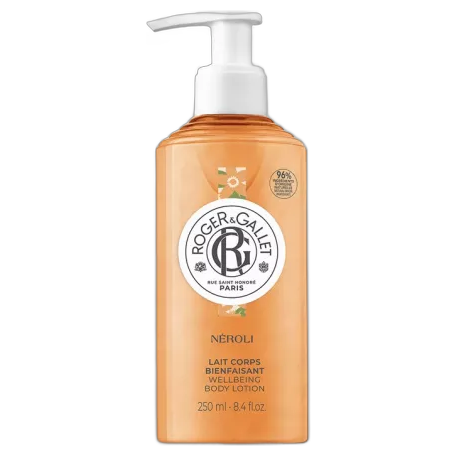 96%
ROGER & GALLET
RG
RUE SAINT HONORÉ
PARIS
NÉROLI
LAIT CORPS
BIENFAISANT
WELLBEING
BODY LOTION
250 ml - 8.4 fl.oz.